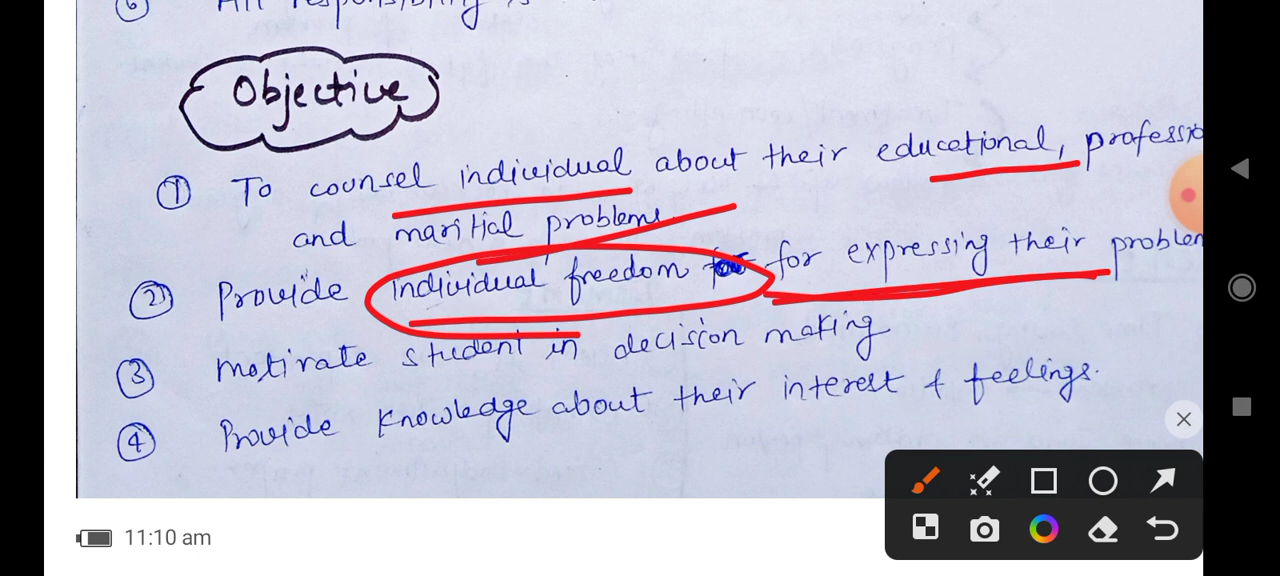 Objective
① To counsel individual about their educational, professio
and maritial problems.
② Provide individual freedom for expressing their problem
③ motivate student in decision making
④ Provide knowledge about their interest & feelings.
11:10 am